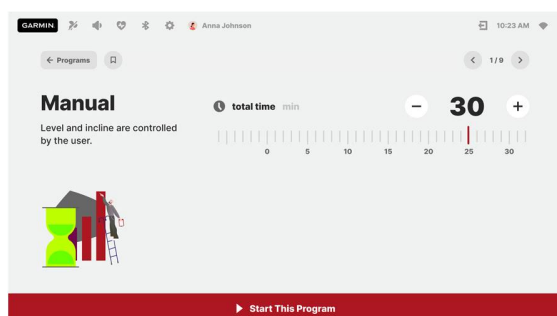 GARMIN Anna Johnson 10:23 AM
Programs 1/9
Manual
Level and incline are controlled
by the user.
total time min 30
0 5 10 15 20 25 30
Start This Program